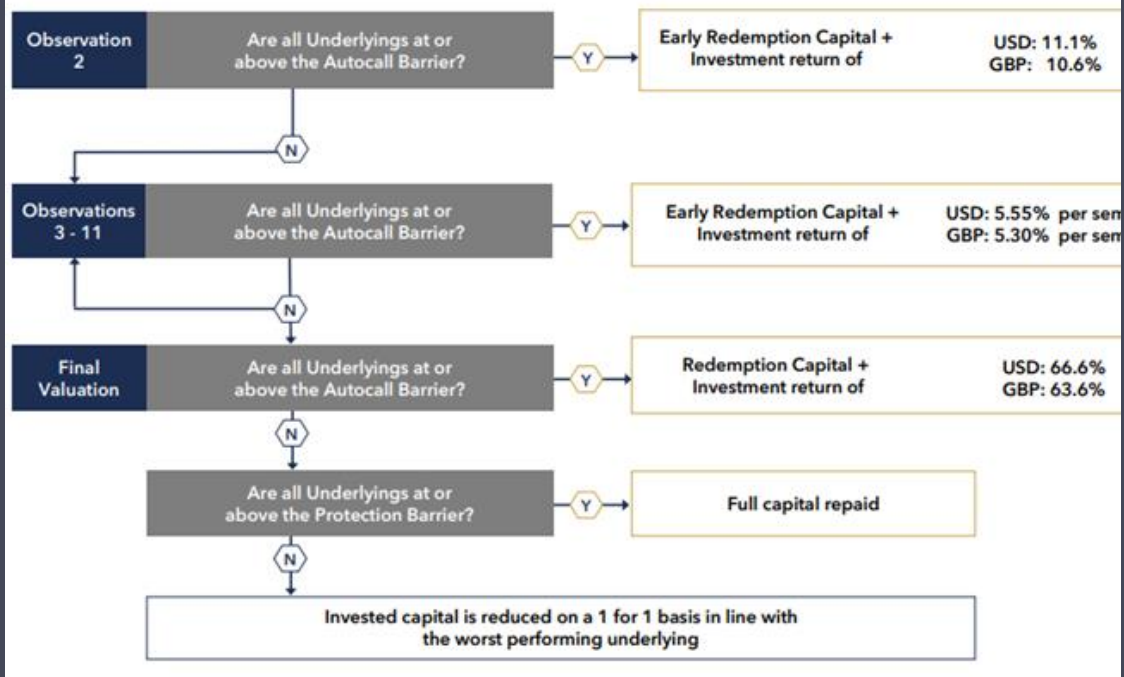 Observation
2
Are all Underlyings at or
above the Autocall Barrier?
Y
Early Redemption Capital +
Investment return of
USD: 11.1%
GBP: 10.6%
N
Observations
3 - 11
Are all Underlyings at or
above the Autocall Barrier?
Y
Early Redemption Capital +
Investment return of
USD: 5.55% per
GBP: 5.30% per
N
Final
Valuation
Are all Underlyings at or
above the Autocall Barrier?
Y
Redemption Capital +
Investment return of
USD: 66.6%
GBP: 63.6%
N
Are all Underlyings at or
above the Protection Barrier?
Y
Full capital repaid
N
Invested capital is reduced on a 1 for 1 basis in line with
the worst performing underlying